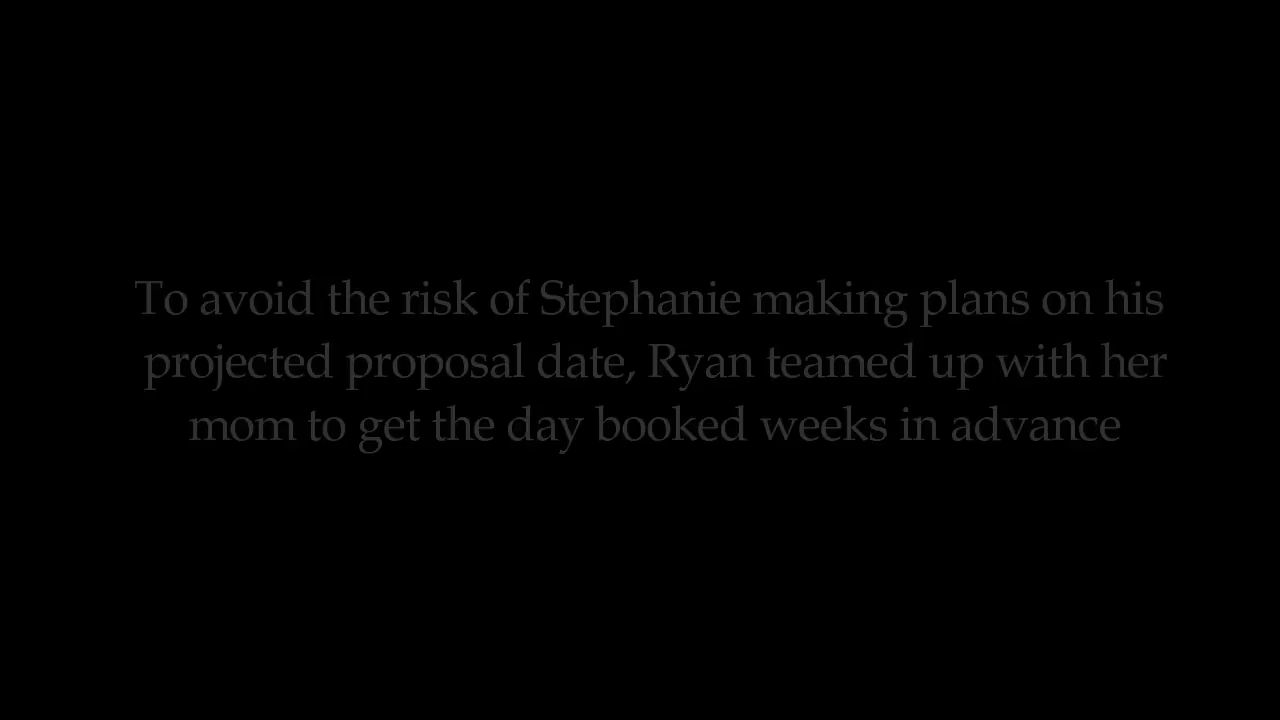 To avoid the risk of Stephanie making plans on his
projected proposal date, Ryan teamed up with her
mom to get the day booked weeks in advance